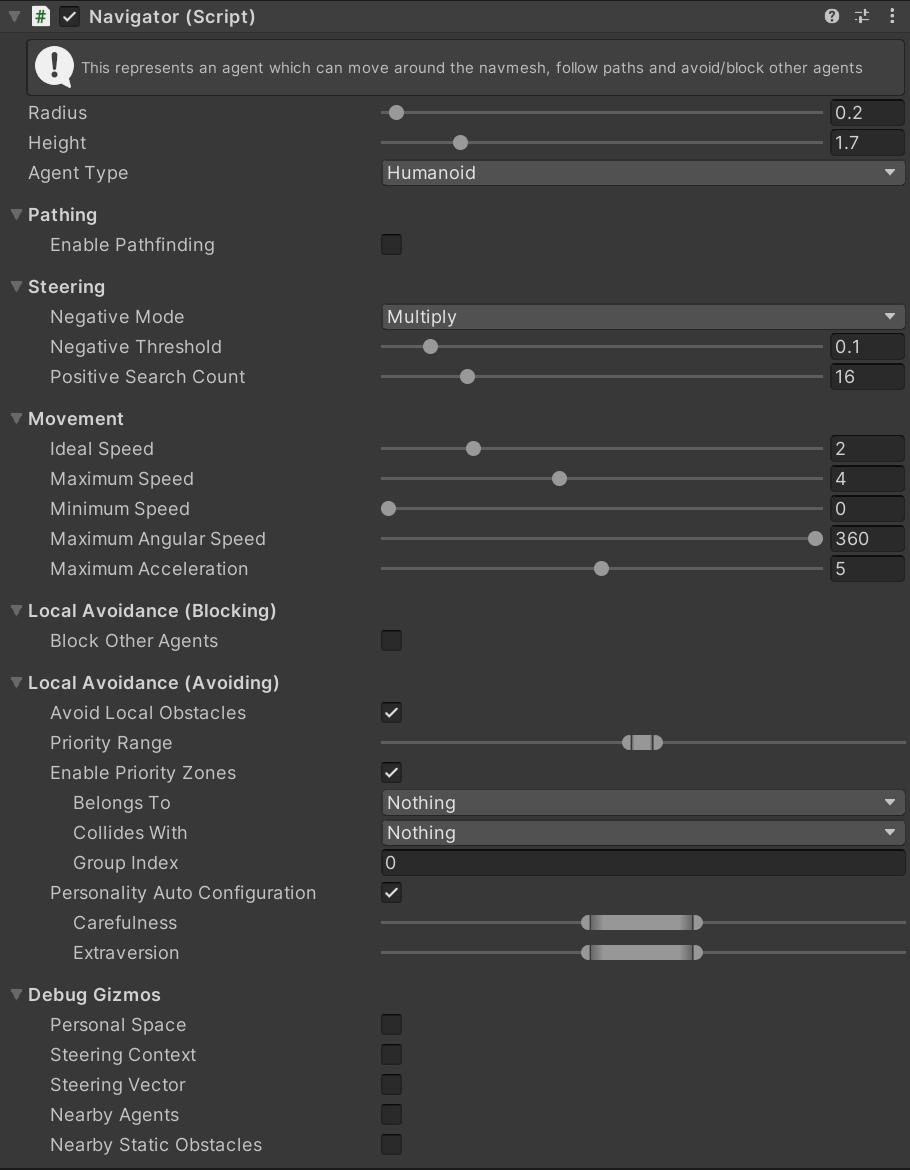 # Navigator (Script)
This represents an agent which can move around the navmesh, follow paths and avoid/block other agents
Radius 0.2
Height 1.7
Agent Type Humanoid
Pathing
Enable Pathfinding
Steering
Negative Mode Multiply
Negative Threshold 0.1
Positive Search Count 16
Movement
Ideal Speed 2
Maximum Speed 4
Minimum Speed 0
Maximum Angular Speed 360
Maximum Acceleration 5
Local Avoidance (Blocking)
Block Other Agents
Local Avoidance (Avoiding)
Avoid Local Obstacles
Priority Range
Enable Priority Zones
Belongs To Nothing
Collides With Nothing
Group Index 0
Personality Auto Configuration
Carefulness
Extraversion
Debug Gizmos
Personal Space
Steering Context
Steering Vector
Nearby Agents
Nearby Static Obstacles